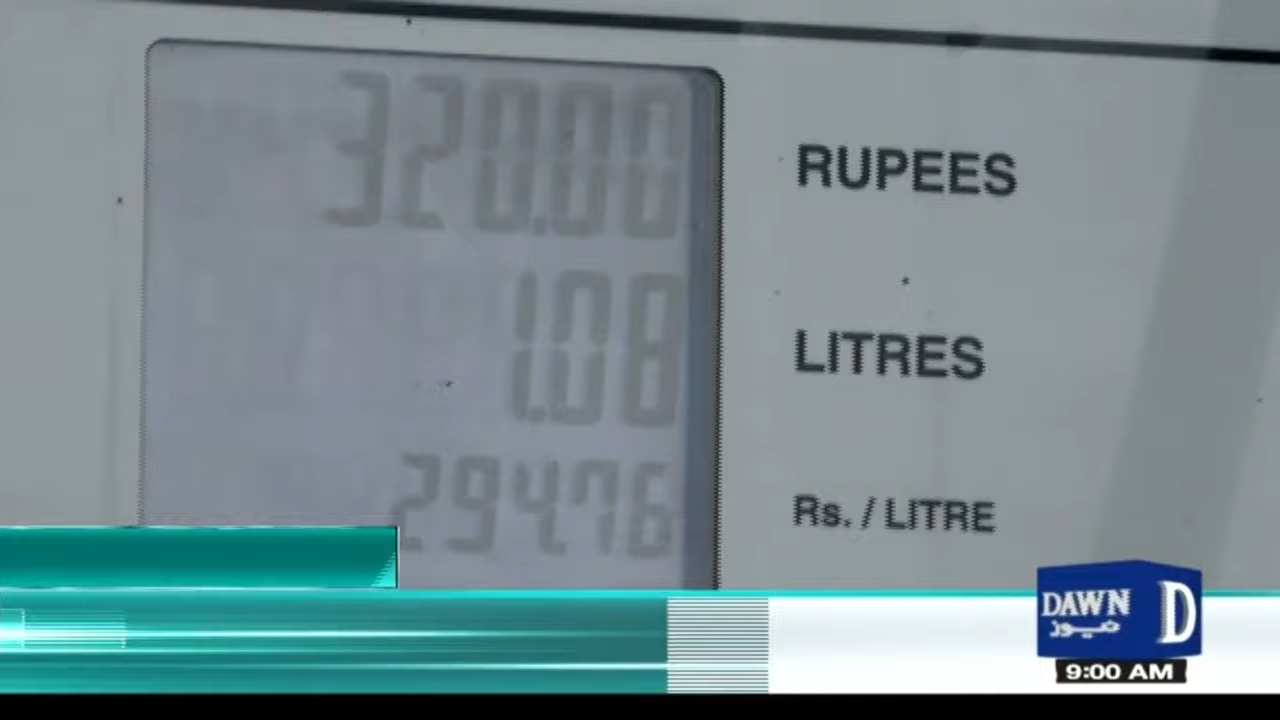 320.00
RUPEES
1.08
LITRES
294.76
Rs. / LITRE
DAWN D
نیوز
9:00 AM